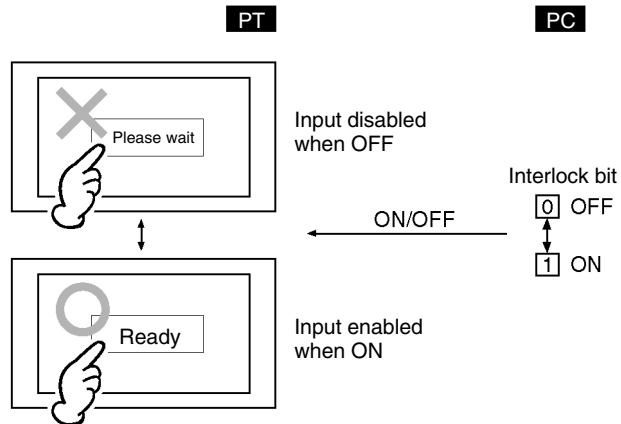 PT
PC
Please wait
Input disabled
when OFF
Interlock bit
0 OFF
ON/OFF
1 ON
Ready
Input enabled
when ON